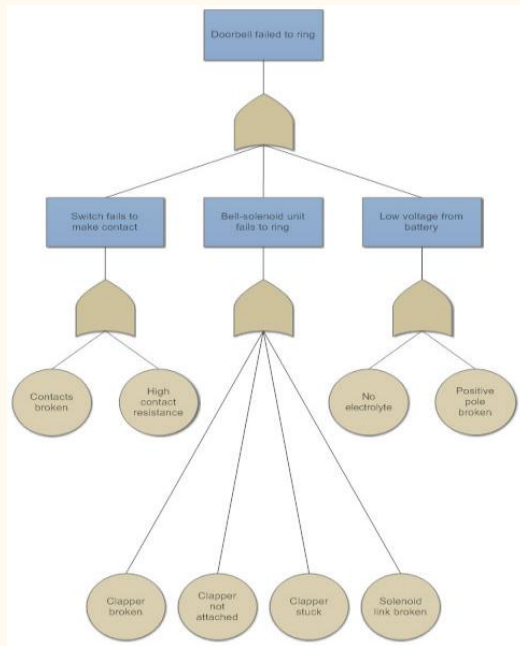 Doorbell failed to ring
Switch fails to
make contact
Bell-solenoid unit
fails to ring
Low voltage from
battery
Contacts
broken
High
contact
resistance
No
electrolyte
Positive
pole
broken
Clapper
broken
Clapper
not
attached
Clapper
stuck
Solenoid
link broken